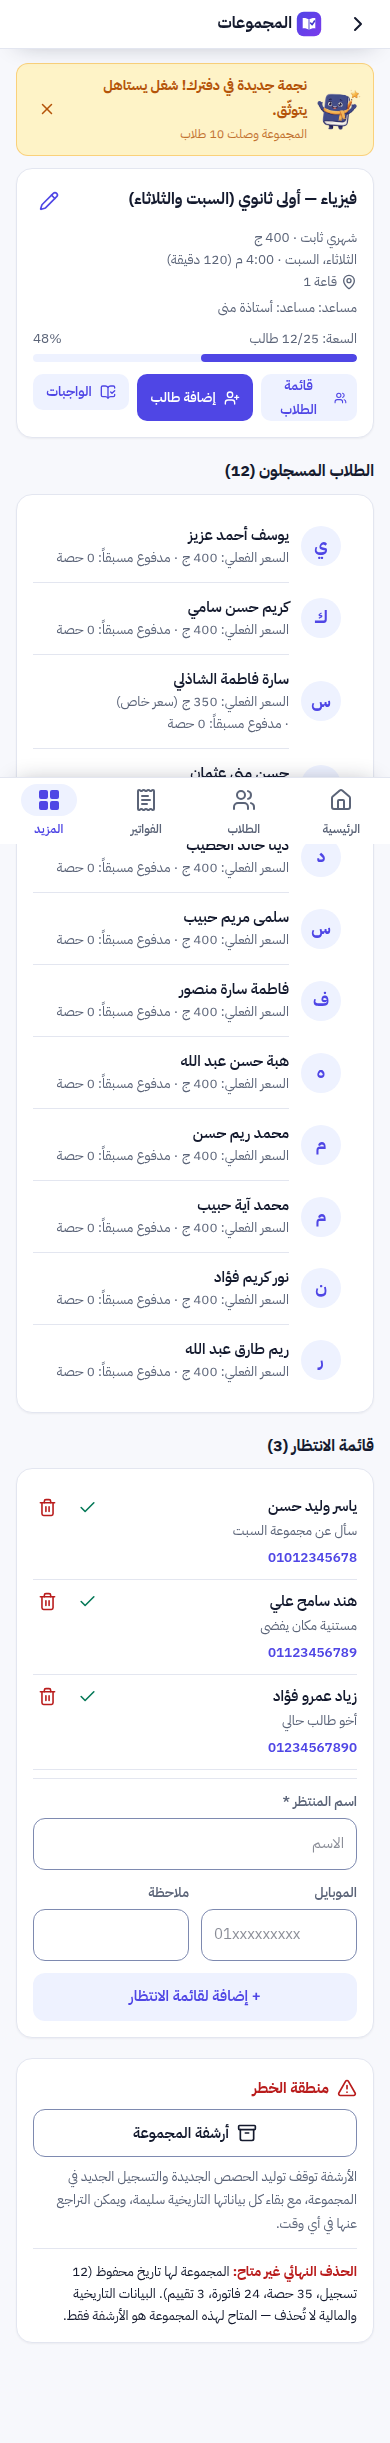 المجموعات
نجمة جديدة في دفترك! شغل يستاهل
يتوثّق.
المجموعة وصلت 10 طلاب
فيزياء — أولى ثانوي (السبت والثلاثاء)
شهري ثابت · 400 ج
الثلاثاء، السبت · 4:00 م (120 دقيقة)
قاعة 1
مساعد: مساعد: أستاذة منى
السعة: 12/25 طالب
48%
قائمة
الطلاب
إضافة طالب
الواجبات
الطلاب المسجلون (12)
ي
يوسف أحمد عزيز
السعر الفعلي: 400 ج · مدفوع مسبقاً: 0 حصة
ك
كريم حسن سامي
السعر الفعلي: 400 ج · مدفوع مسبقاً: 0 حصة
س
سارة فاطمة الشاذلي
السعر الفعلي: 350 ج (سعر خاص)
· مدفوع مسبقاً: 0 حصة
حسن منى عثمان
الرئيسية
الطلاب
الفواتير
المزيد
د
دينا خالد الخطيب
السعر الفعلي: 400 ج · مدفوع مسبقاً: 0 حصة
س
سلمى مريم حبيب
السعر الفعلي: 400 ج · مدفوع مسبقاً: 0 حصة
ف
فاطمة سارة منصور
السعر الفعلي: 400 ج · مدفوع مسبقاً: 0 حصة
ه
هبة حسن عبد الله
السعر الفعلي: 400 ج · مدفوع مسبقاً: 0 حصة
م
محمد ريم حسن
السعر الفعلي: 400 ج · مدفوع مسبقاً: 0 حصة
م
محمد آية حبيب
السعر الفعلي: 400 ج · مدفوع مسبقاً: 0 حصة
ن
نور كريم فؤاد
السعر الفعلي: 400 ج · مدفوع مسبقاً: 0 حصة
ر
ريم طارق عبد الله
السعر الفعلي: 400 ج · مدفوع مسبقاً: 0 حصة
قائمة الانتظار (3)
ياسر وليد حسن
سأل عن مجموعة السبت
01012345678
هند سامح علي
مستنية مكان يفضى
01123456789
زياد عمرو فؤاد
أخو طالب حالي
01234567890
اسم المنتظر *
الاسم
الموبايل
ملاحظة
01xxxxxxxxx
+ إضافة لقائمة الانتظار
منطقة الخطر
أرشفة المجموعة
الأرشفة توقف توليد الحصص الجديدة والتسجيل الجديد في
المجموعة، مع بقاء كل بياناتها التاريخية سليمة، ويمكن التراجع
عنها في أي وقت.
الحذف النهائي غير متاح: المجموعة لها تاريخ محفوظ (12
تسجيل، 35 حصة، 24 فاتورة، 3 تقييم). البيانات التاريخية
والمالية لا تُحذف — المتاح لهذه المجموعة هو الأرشفة فقط.